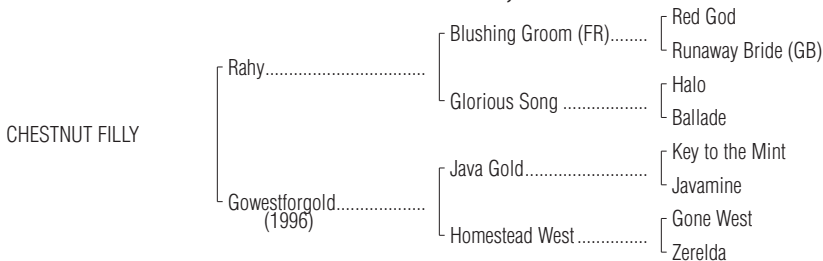 Red God
Blushing Groom (FR)........
Runaway Bride (GB)
Rahy.................................
Halo
Glorious Song ..................
Ballade
CHESTNUT FILLY
Key to the Mint
Java Gold..........................
Javamine
Gowestforgold...................
(1996)
Gone West
Homestead West ...............
Zerelda